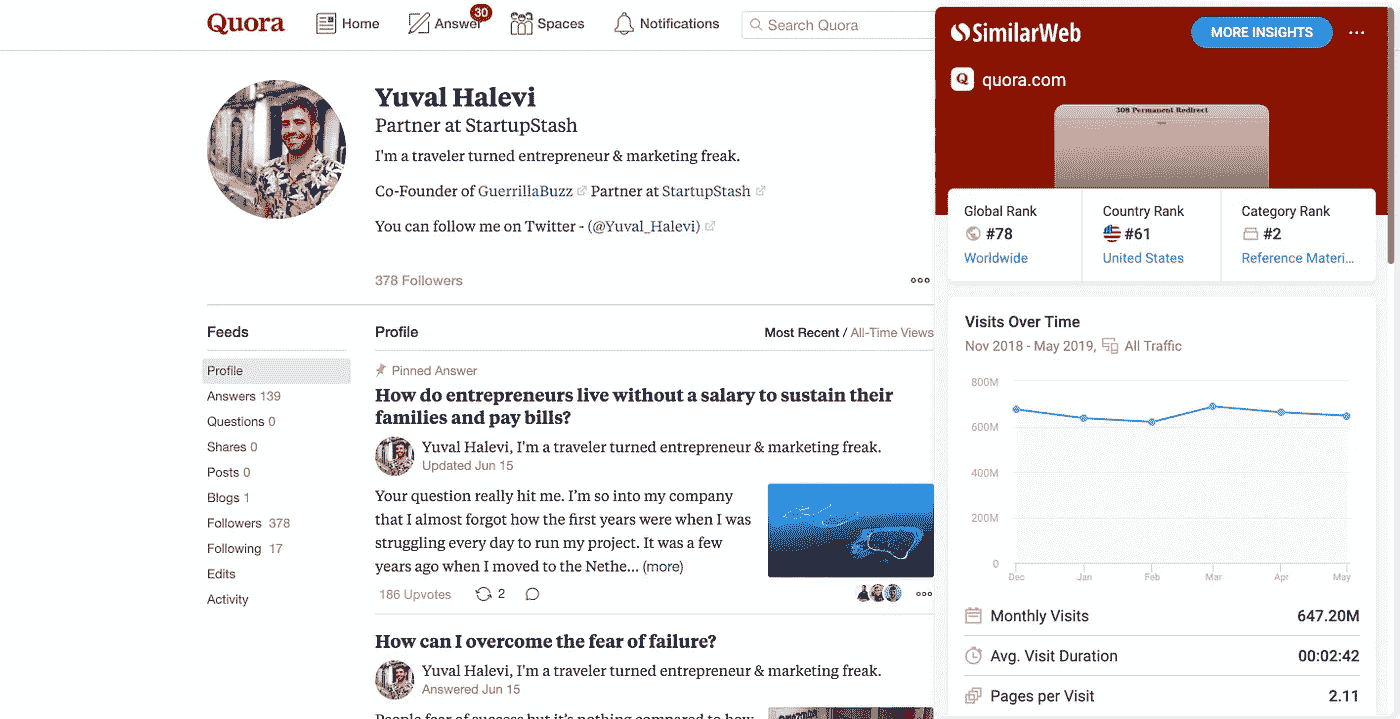 Quora
Home
Answer
30
Spaces
Notifications
Search Quora
Yuval Halevi
Partner at StartupStash
I'm a traveler turned entrepreneur & marketing freak.
Co-Founder of GuerrillaBuzz Partner at StartupStash
You can follow me on Twitter - (@Yuval_Halevi)
378 Followers
Feeds
Profile
Answers 139
Questions 0
Shares 0
Posts 0
Blogs 1
Followers 378
Following 17
Edits
Activity
Profile
Most Recent / All-Time Views
Pinned Answer
How do entrepreneurs live without a salary to sustain their
families and pay bills?
Yuval Halevi, I'm a traveler turned entrepreneur & marketing freak.
Updated Jun 15
Your question really hit me. I'm so into my company
that I almost forgot how the first years were when I was
struggling every day to run my project. It was a few
years ago when I moved to the Nethe... (more)
186 Upvotes
2
How can I overcome the fear of failure?
Yuval Halevi, I'm a traveler turned entrepreneur & marketing freak.
Answered Jun 15
People fear of success but it's nothing compared to how
SimilarWeb
MORE INSIGHTS
Q
quora.com
308 Permanent Redirect
Global Rank
#78
Worldwide
Country Rank
#61
United States
Category Rank
#2
Reference Materi...
Visits Over Time
Nov 2018 - May 2019, All Traffic
800M
600M
400M
200M
0
Dec Jan Feb Mar Apr May
Monthly Visits 647.20M
Avg. Visit Duration 00:02:42
Pages per Visit 2.11